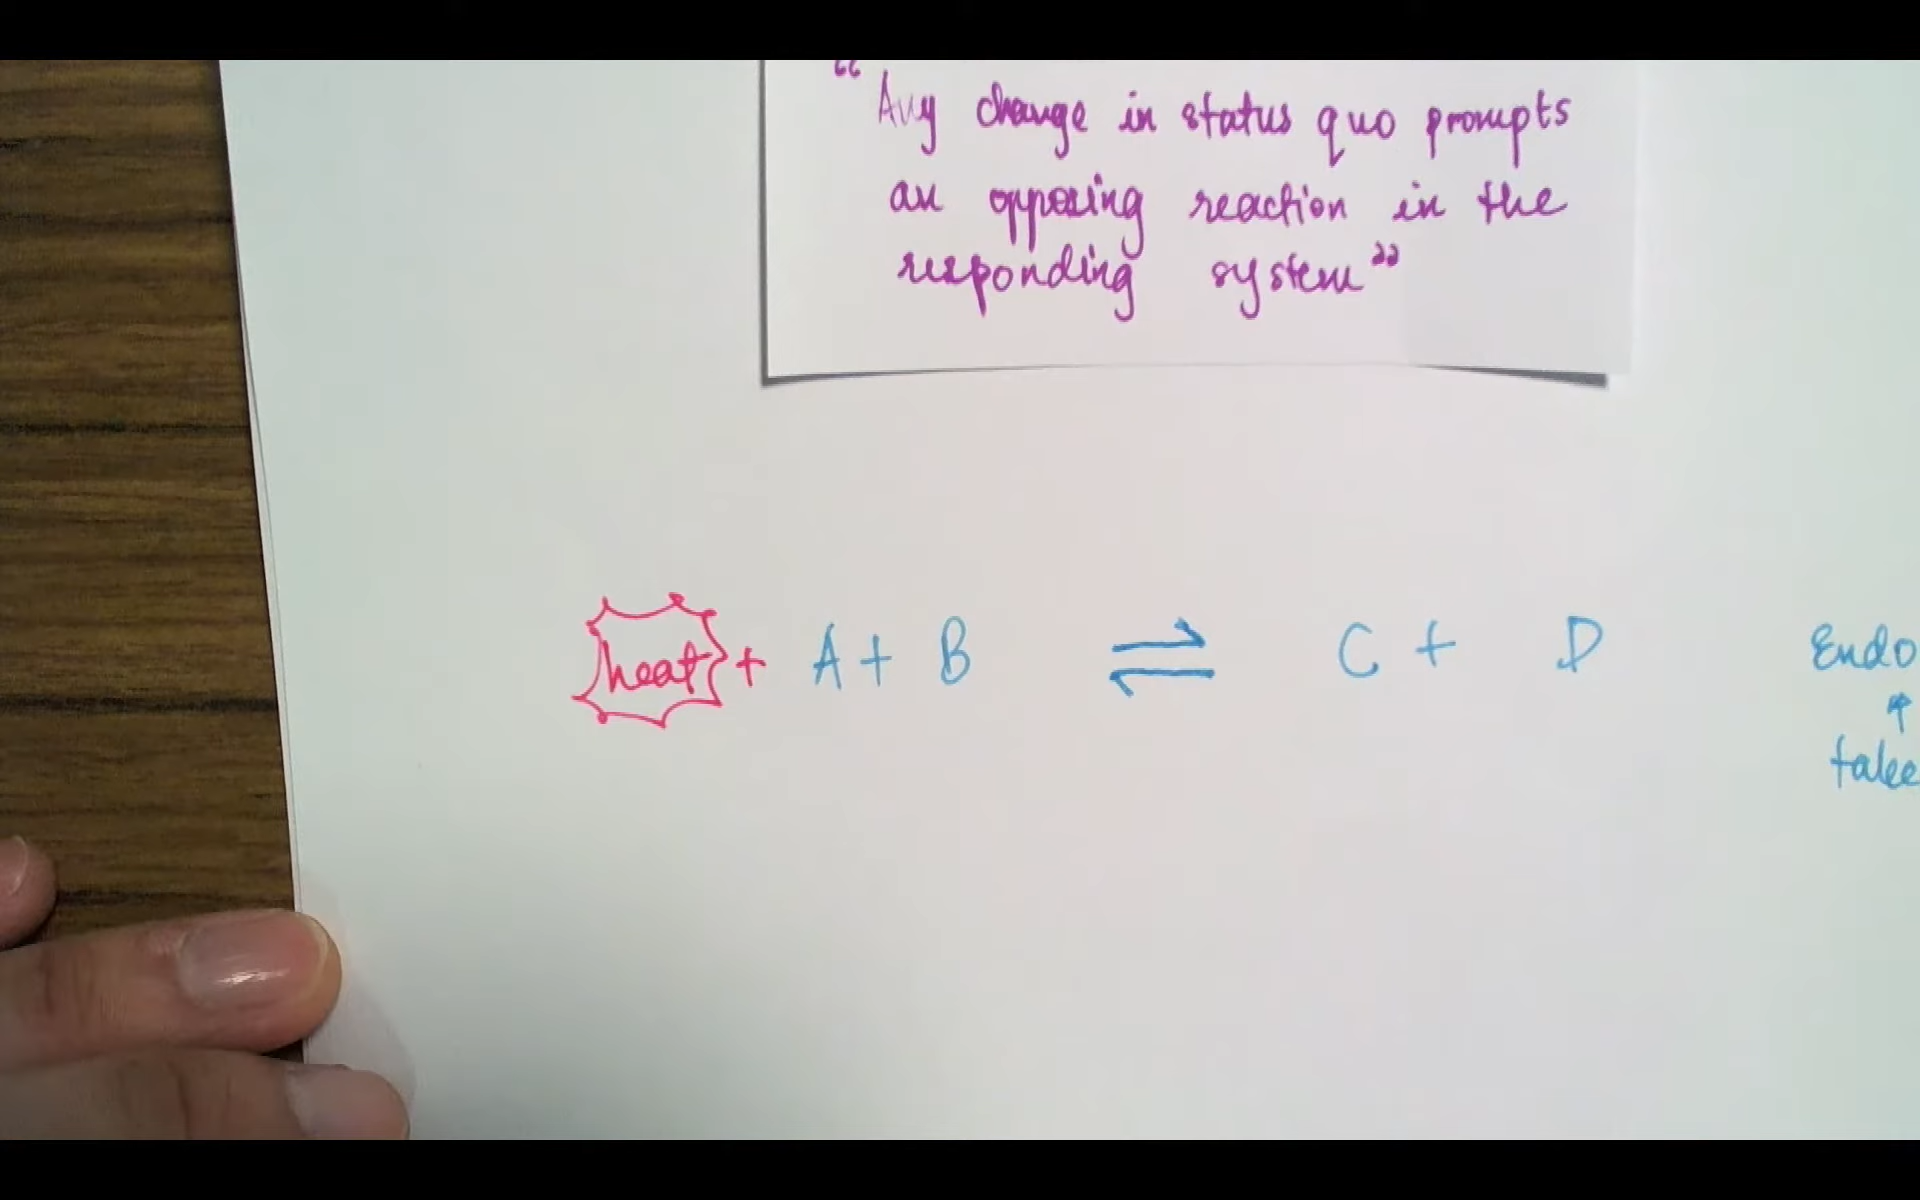 “Any change in status quo prompts
an opposing reaction in the
responding system”
heat + A + B ⇌ C + D Endo
↑
take